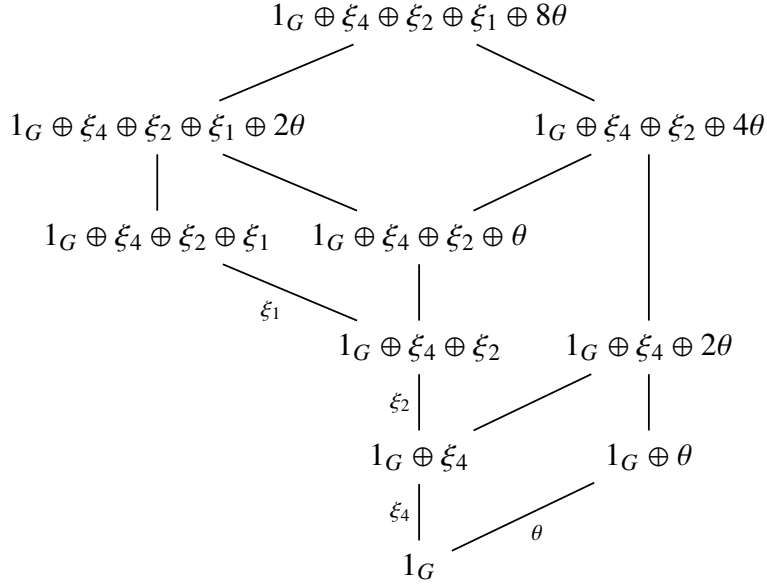 1_G ⊕ ξ_4 ⊕ ξ_2 ⊕ ξ_1 ⊕ 8θ
1_G ⊕ ξ_4 ⊕ ξ_2 ⊕ ξ_1 ⊕ 2θ
1_G ⊕ ξ_4 ⊕ ξ_2 ⊕ 4θ
1_G ⊕ ξ_4 ⊕ ξ_2 ⊕ ξ_1
1_G ⊕ ξ_4 ⊕ ξ_2 ⊕ θ
ξ_1
1_G ⊕ ξ_4 ⊕ ξ_2
1_G ⊕ ξ_4 ⊕ 2θ
ξ_2
1_G ⊕ ξ_4
1_G ⊕ θ
ξ_4
θ
1_G